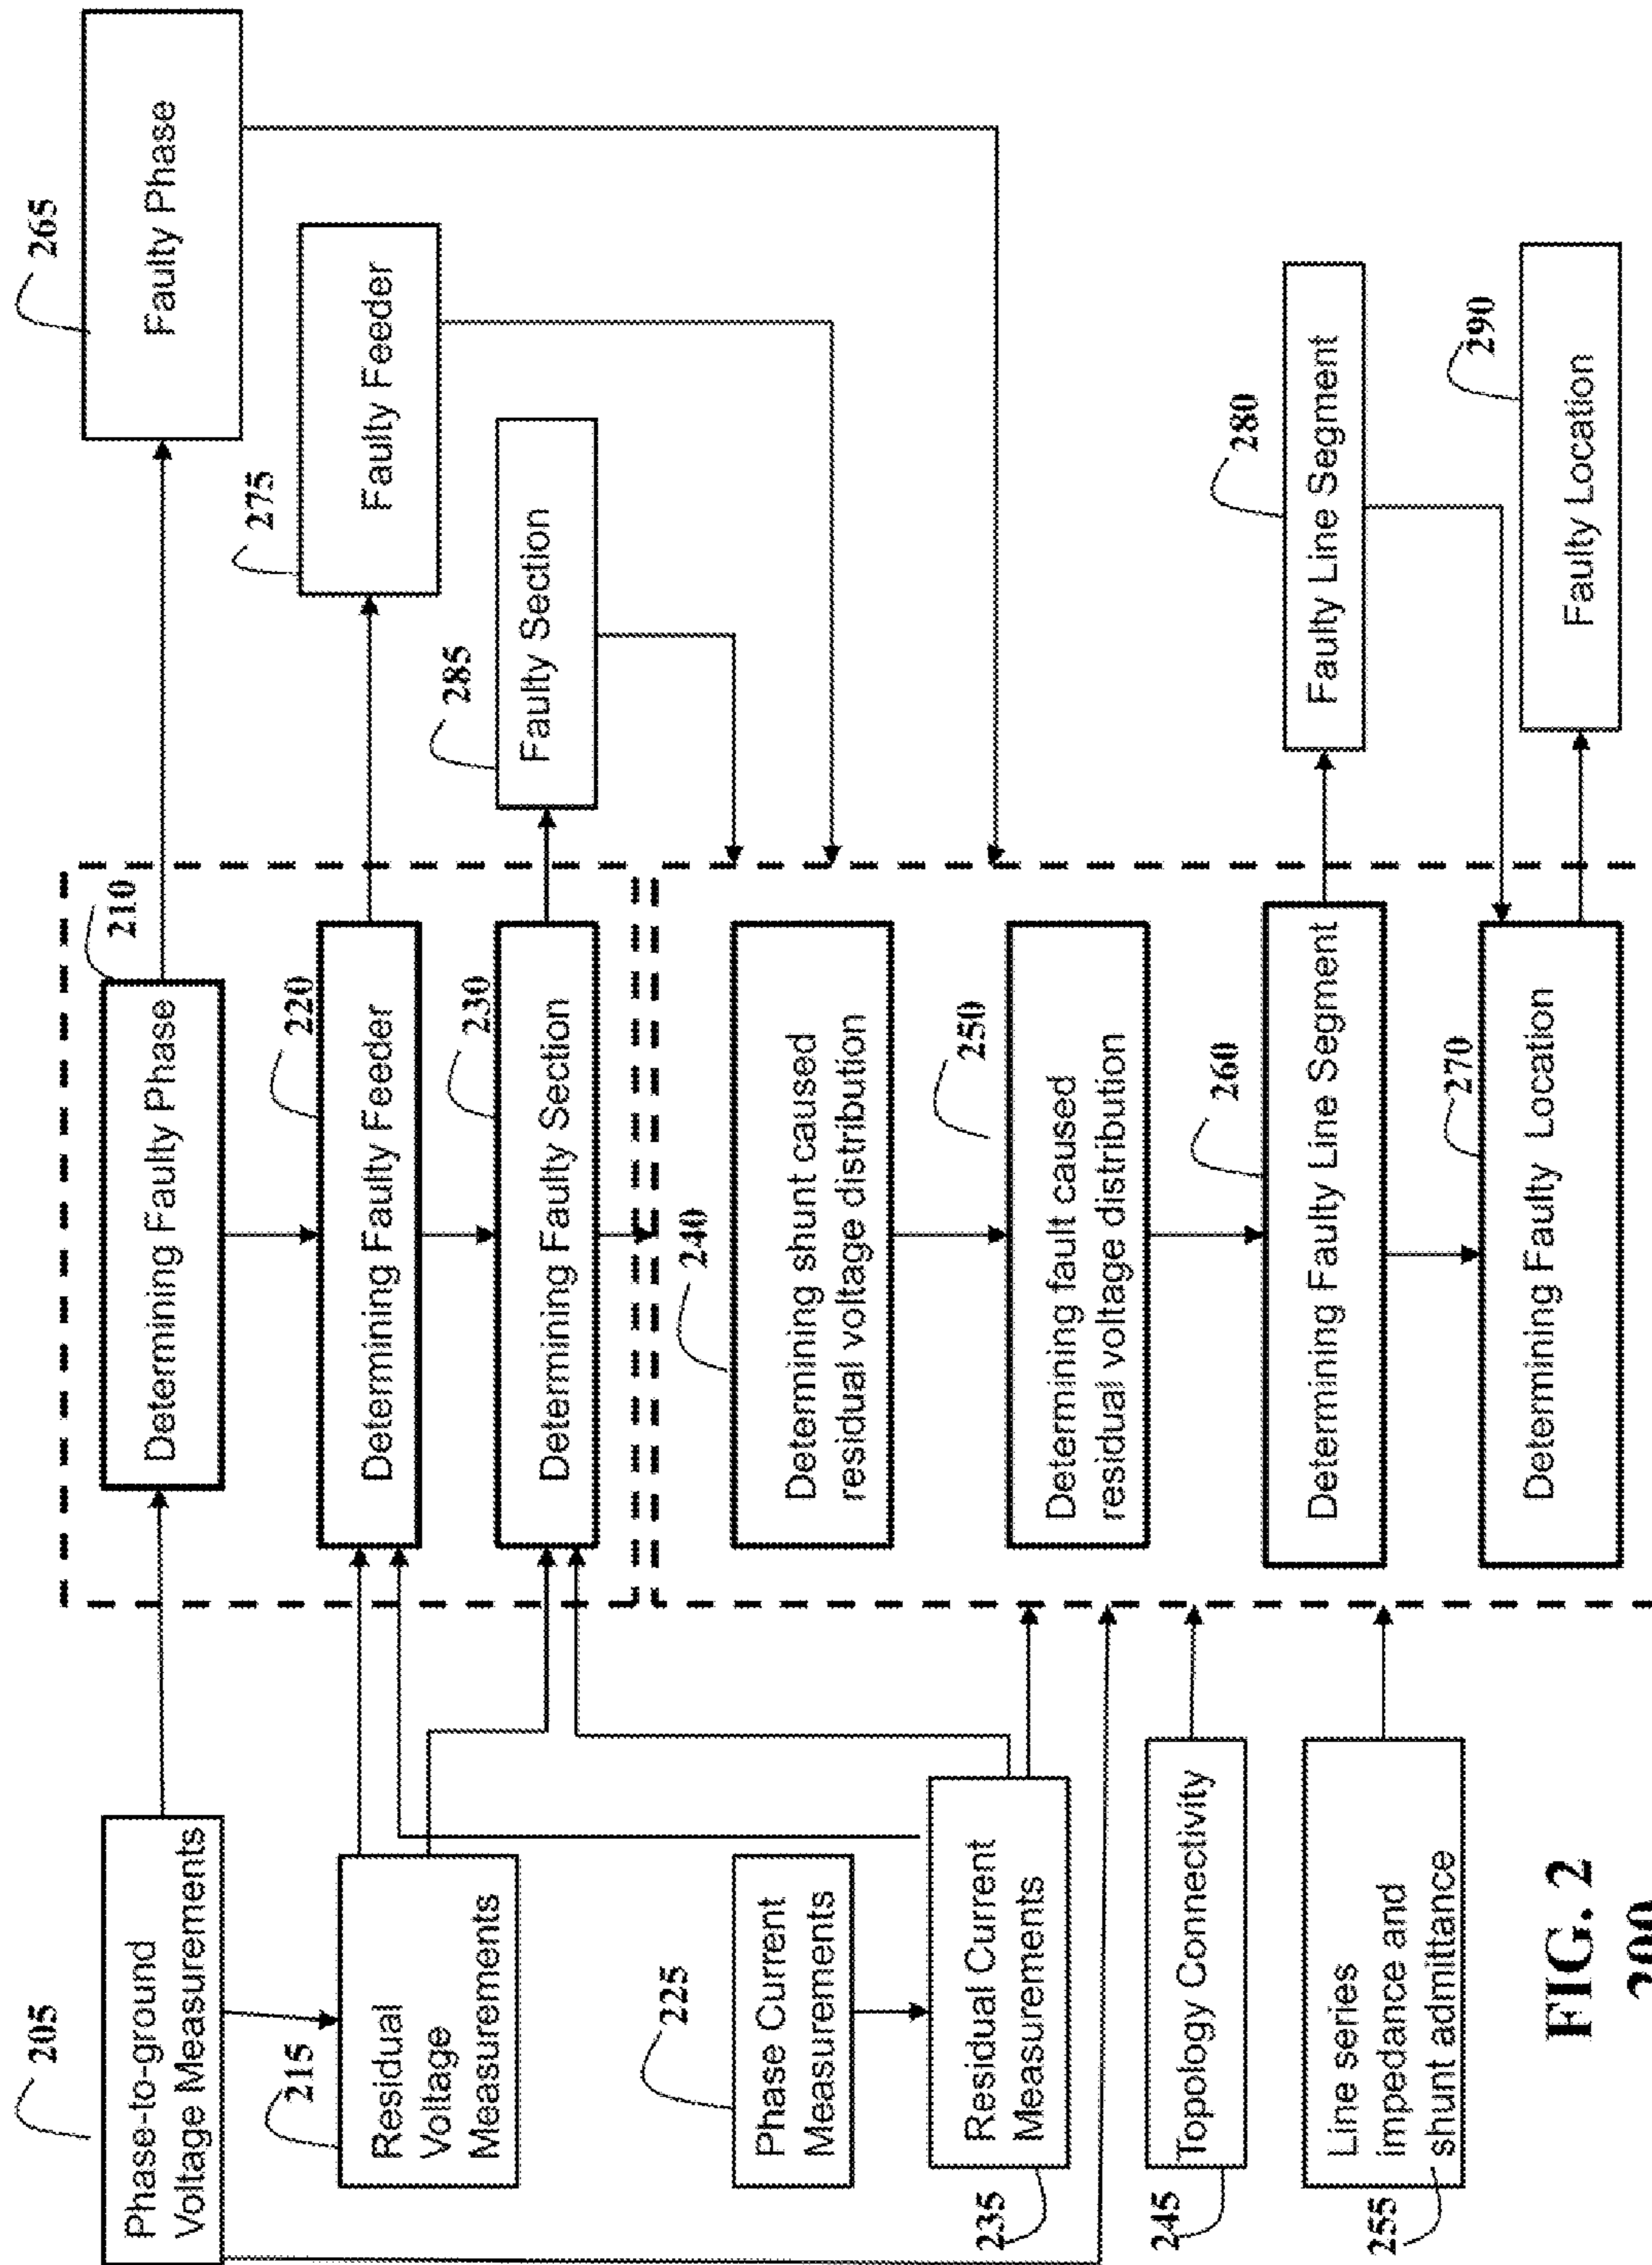 205
Phase-to-ground
Voltage Measurements
215
Residual
Voltage
Measurements
225
Phase Current
Measurements
Residual Current
Measurements
235
Topology Connectivity
245
Line series
impedance and
shunt admittance
255
210
Determining Faulty Phase
220
Determining Faulty Feeder
230
Determining Faulty Section
240
Determining shunt caused
residual voltage distribution
250
Determining fault caused
residual voltage distribution
260
Determining Faulty Line Segment
270
Determining Faulty Location
265
Faulty Phase
275
Faulty Feeder
285
Faulty Section
280
Faulty Line Segment
290
Faulty Location
FIG. 2
200